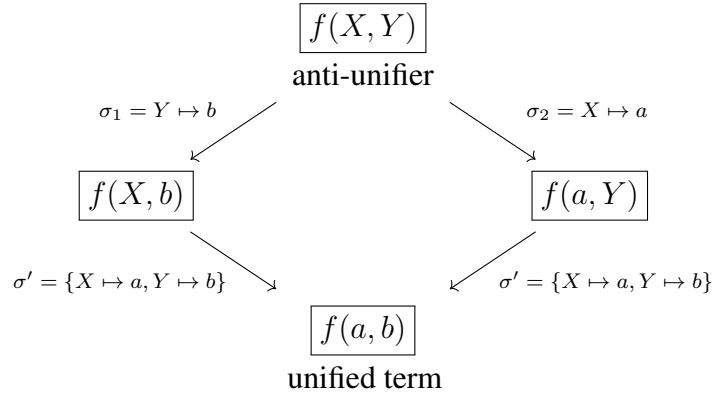 f(X, Y)
anti-unifier
σ₁ = Y ↦ b
σ₂ = X ↦ a
f(X, b)
f(a, Y)
σ′ = {X ↦ a, Y ↦ b}
σ′ = {X ↦ a, Y ↦ b}
f(a, b)
unified term